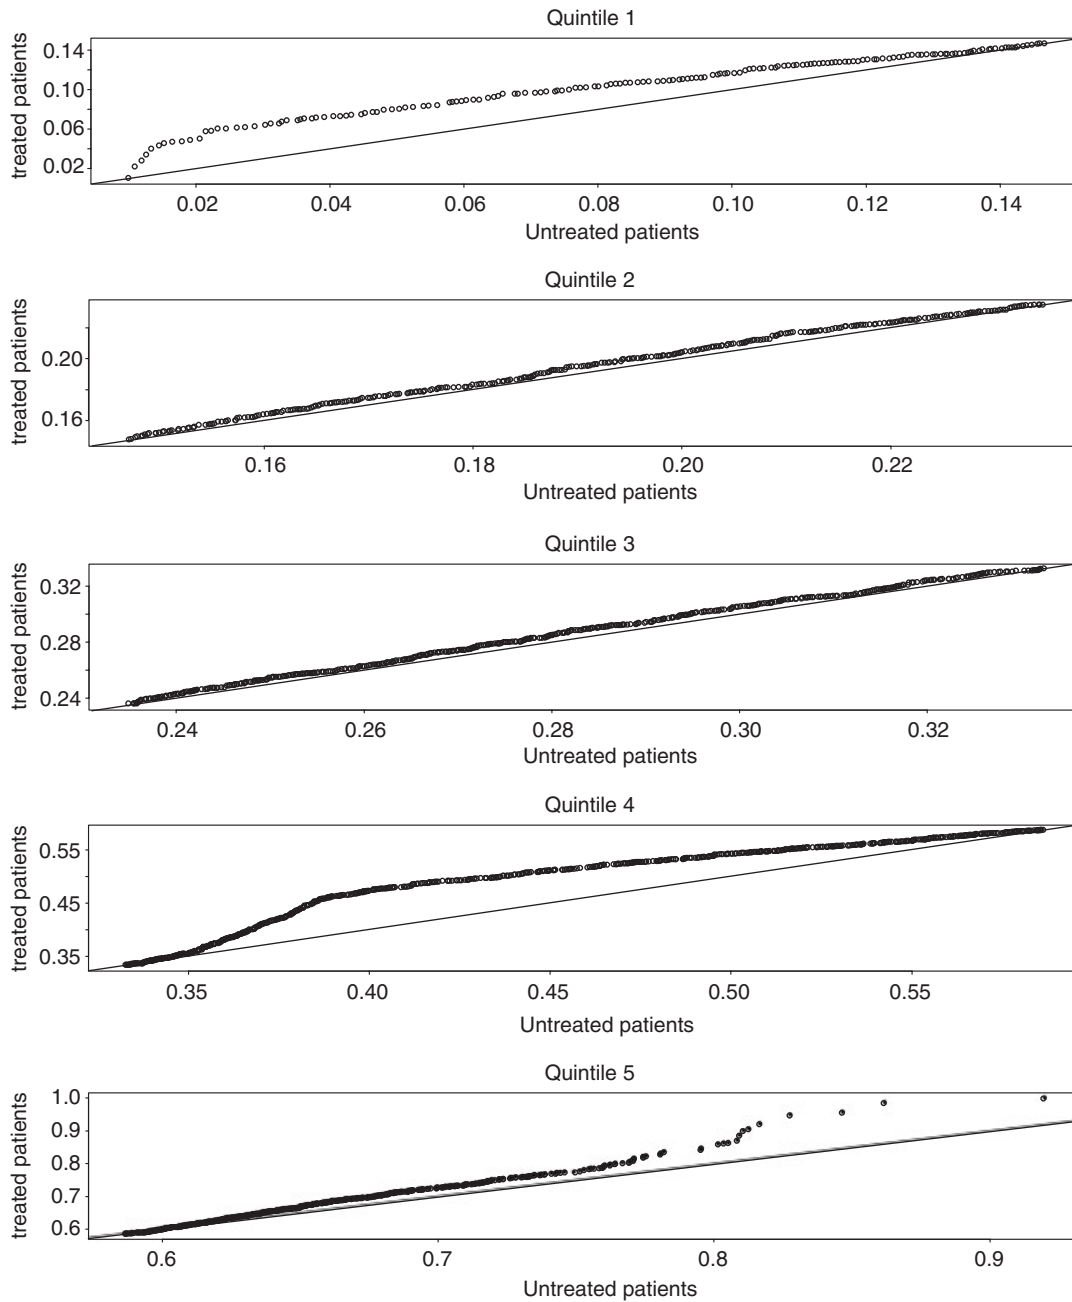 Quintile 1
treated patients
0.14
0.10
0.06
0.02
0.02 0.04 0.06 0.08 0.10 0.12 0.14
Untreated patients
Quintile 2
treated patients
0.20
0.16
0.16 0.18 0.20 0.22
Untreated patients
Quintile 3
treated patients
0.32
0.28
0.24
0.24 0.26 0.28 0.30 0.32
Untreated patients
Quintile 4
treated patients
0.55
0.45
0.35
0.35 0.40 0.45 0.50 0.55
Untreated patients
Quintile 5
treated patients
1.0
0.9
0.8
0.7
0.6
0.6 0.7 0.8 0.9
Untreated patients